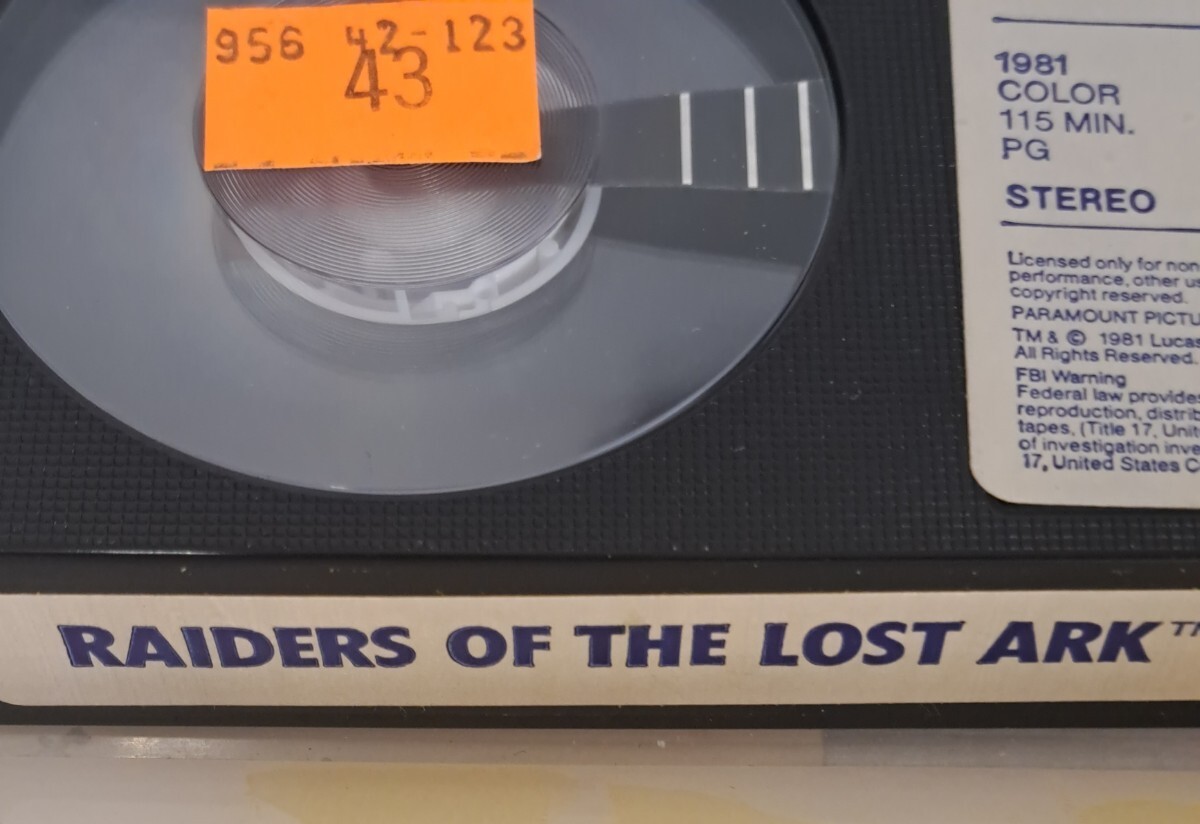 956 42-123
43
1981
COLOR
115 MIN.
PG
STEREO
Licensed only for non
performance, other us
copyright reserved.
PARAMOUNT PICTU
TM & © 1981 Lucas
All Rights Reserved.
FBI Warning
Federal law provides
reproduction, distrib
tapes, (Title 17, Unit
of investigation inve
17, United States C
RAIDERS OF THE LOST ARK™